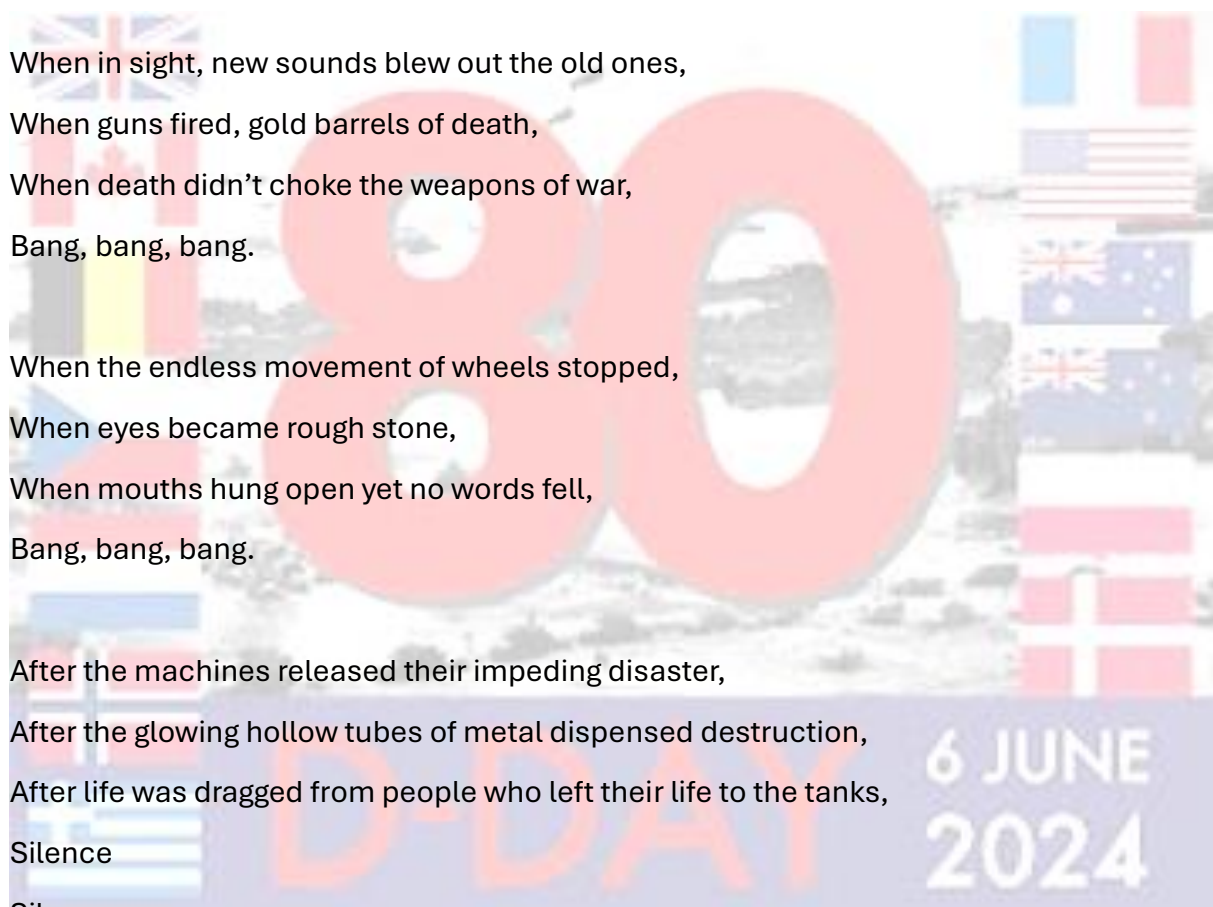 When in sight, new sounds blew out the old ones,
When guns fired, gold barrels of death,
When death didn't choke the weapons of war,
Bang, bang, bang.
When the endless movement of wheels stopped,
When eyes became rough stone,
When mouths hung open yet no words fell,
Bang, bang, bang.
After the machines released their impeding disaster,
After the glowing hollow tubes of metal dispensed destruction,
After life was dragged from people who left their life to the tanks,
Silence
80
D-DAY
6 JUNE
2024